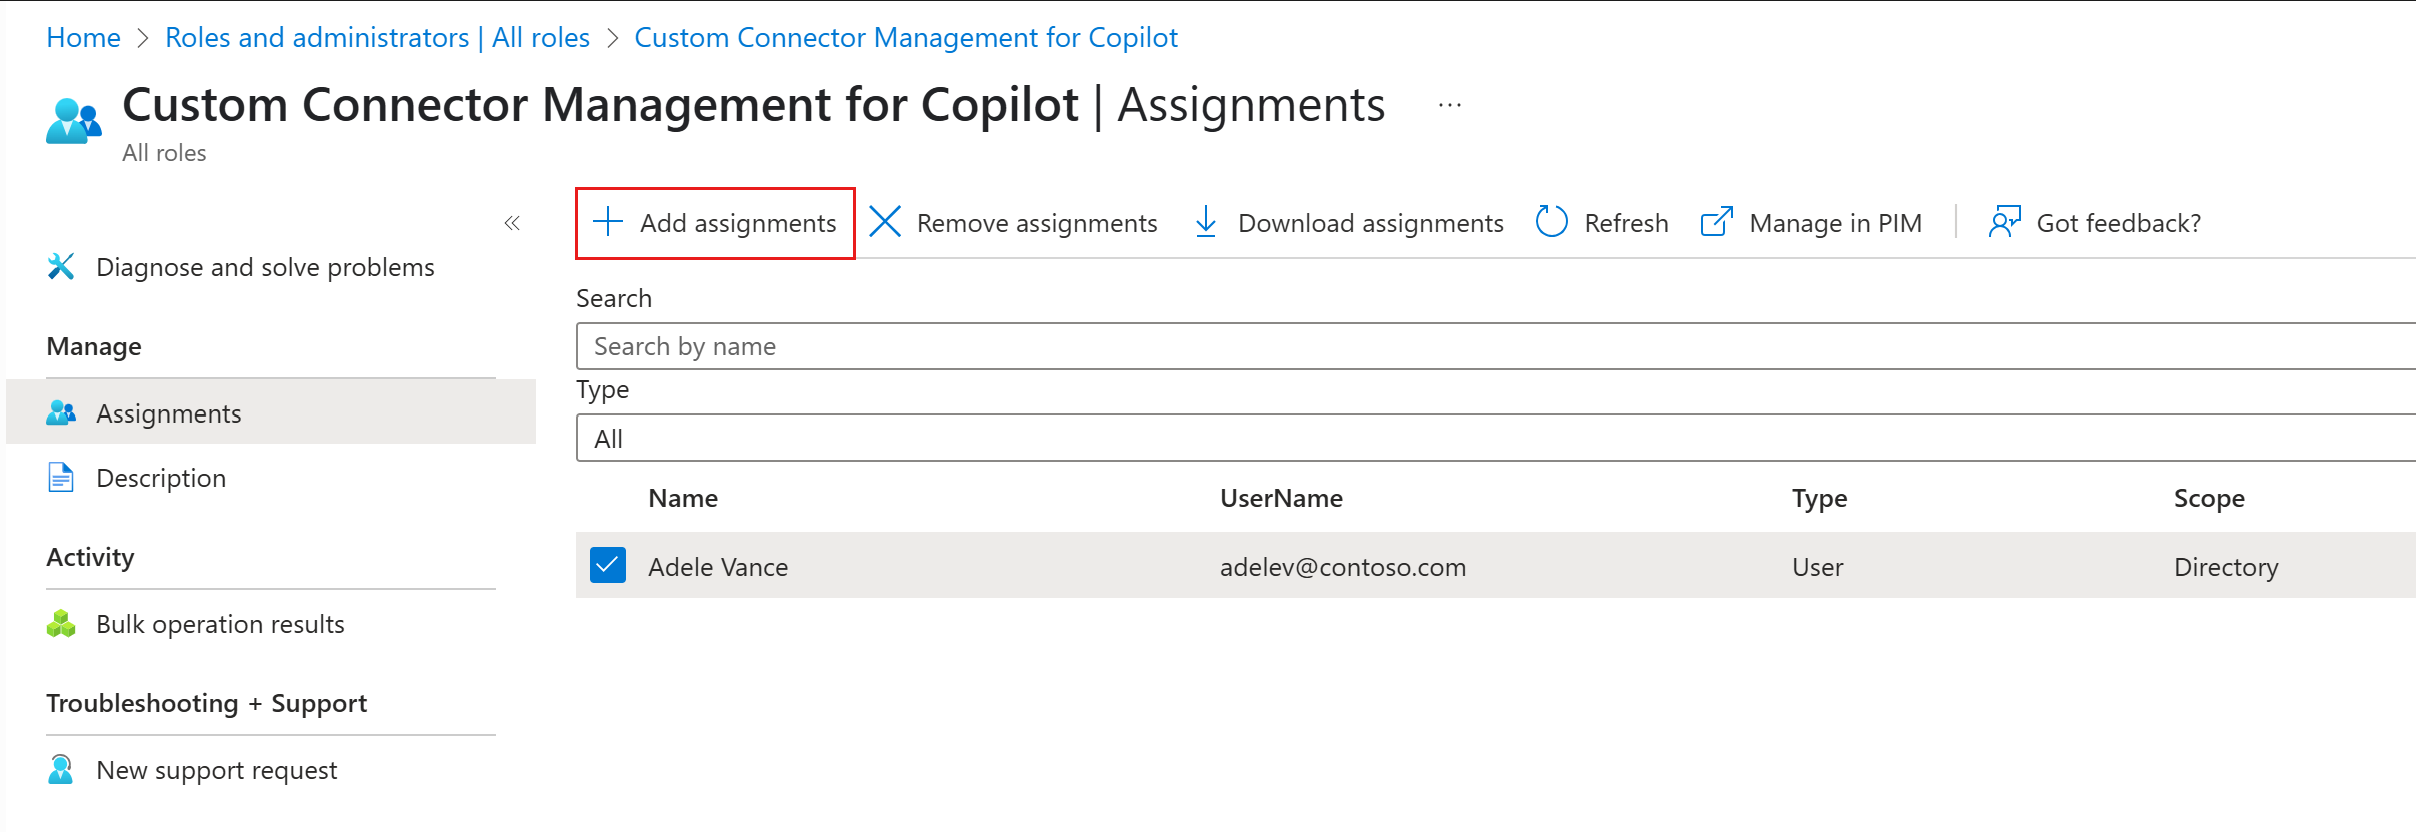 Home > Roles and administrators | All roles > Custom Connector Management for Copilot
Custom Connector Management for Copilot | Assignments ...
All roles
Diagnose and solve problems
Manage
Assignments
Description
Activity
Bulk operation results
Troubleshooting + Support
New support request
Add assignments Remove assignments Download assignments Refresh Manage in PIM Got feedback?
Search
Search by name
Type
All
Name UserName Type Scope
Adele Vance adelev@contoso.com User Directory